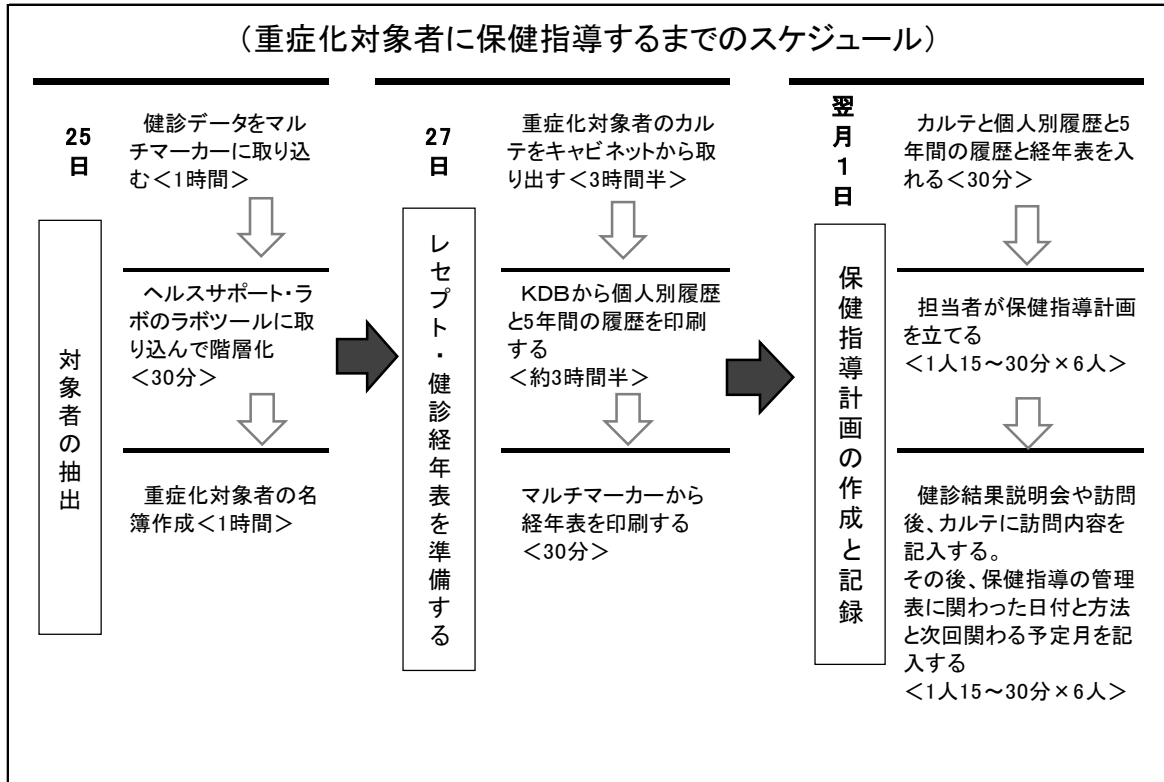 (重症化対象者に保健指導するまでのスケジュール)
25日
対象者の抽出
健診データをマル
チマーカーに取り込
む<1時間>
ヘルスサポート・ラ
ボのラボツールに取
り込んで階層化
<30分>
重症化対象者の名
簿作成<1時間>
27日
レセプト・健診経年表を準備する
重症化対象者のカル
テをキャビネットから取
り出す<3時間半>
KDBから個人別履歴
と5年間の履歴を印刷
する
<約3時間半>
マルチマーカーから
経年表を印刷する
<30分>
翌月1日
保健指導計画の作成と記録
カルテと個人別履歴と5
年間の履歴と経年表を入
れる<30分>
担当者が保健指導計画
を立てる
<1人15～30分×6人>
健診結果説明会や訪問
後、カルテに訪問内容を
記入する。
その後、保健指導の管理
表に関わった日付と方法
と次回関わる予定月を記
入する
<1人15～30分×6人>